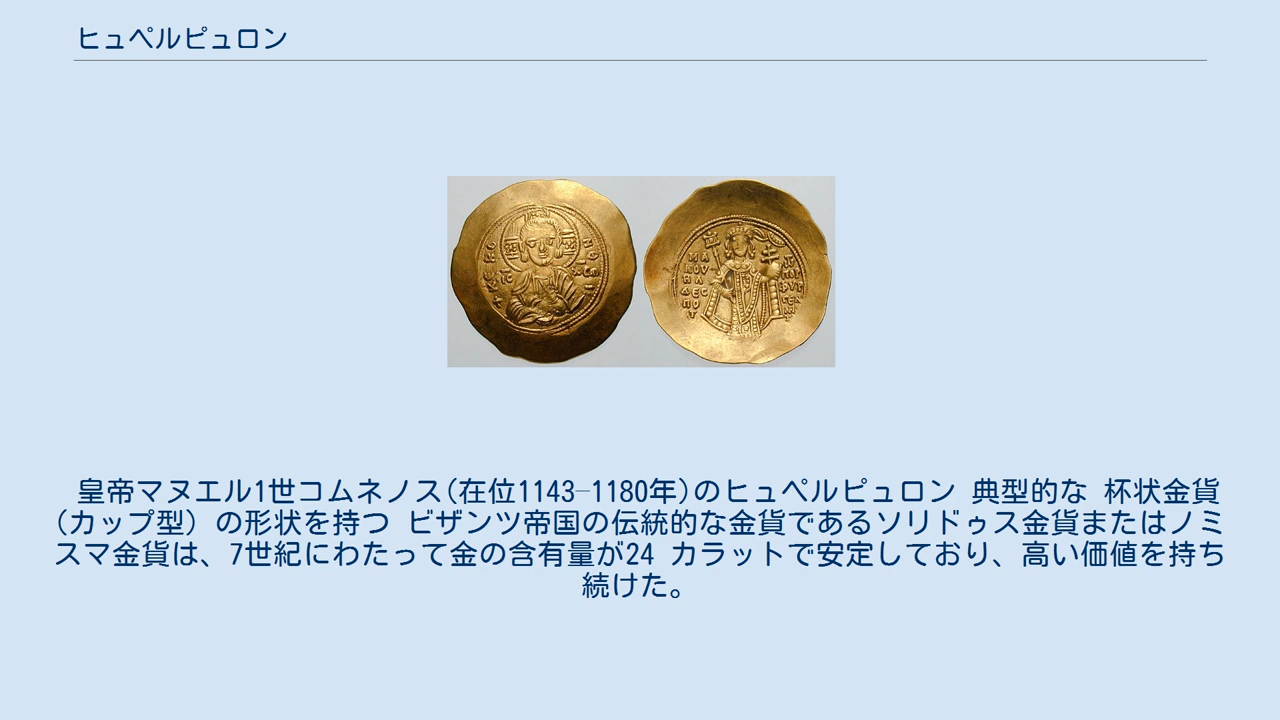 ヒュペルピュロン
皇帝マヌエル1世コムネノス(在位1143–1180年)のヒュペルピュロン 典型的な 杯状金貨
(カップ型) の形状を持つ ビザンツ帝国の伝統的な金貨であるソリドゥス金貨またはノミ
スマ金貨は、7世紀にわたって金の含有量が24 カラットで安定しており、高い価値を持ち
続けた。